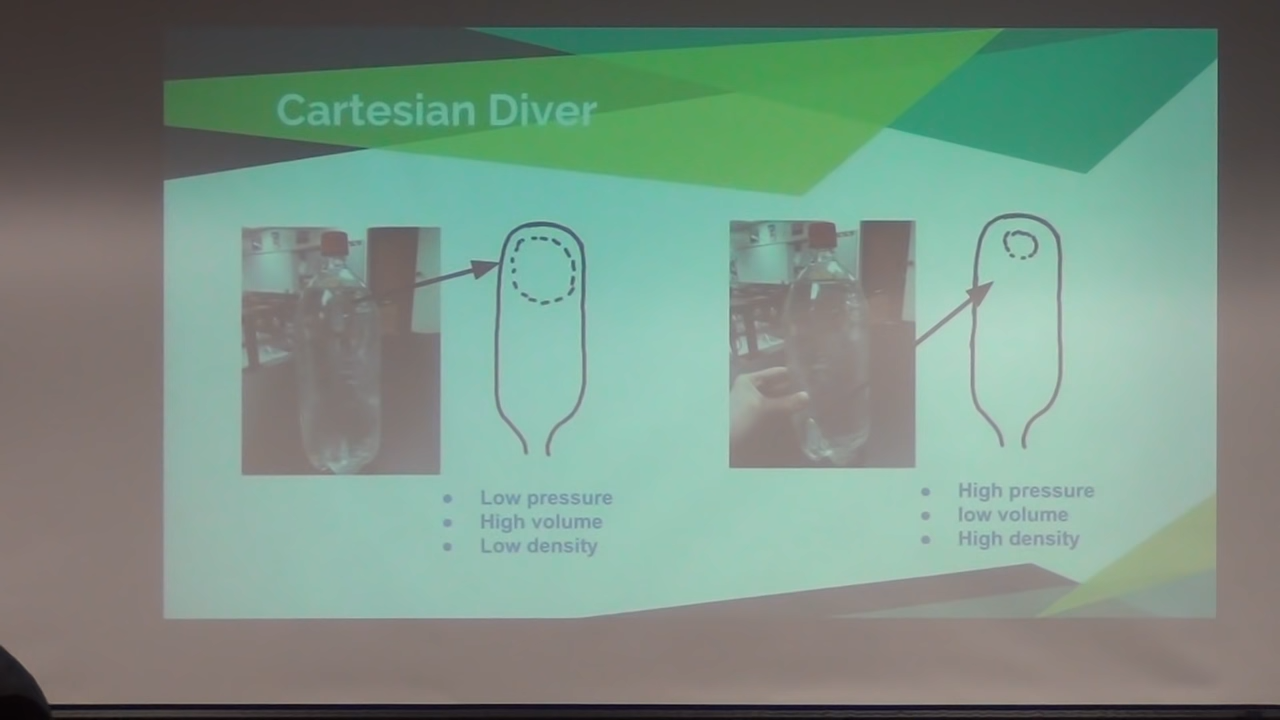 Cartesian Diver
● Low pressure
● High volume
● Low density
● High pressure
● low volume
● High density